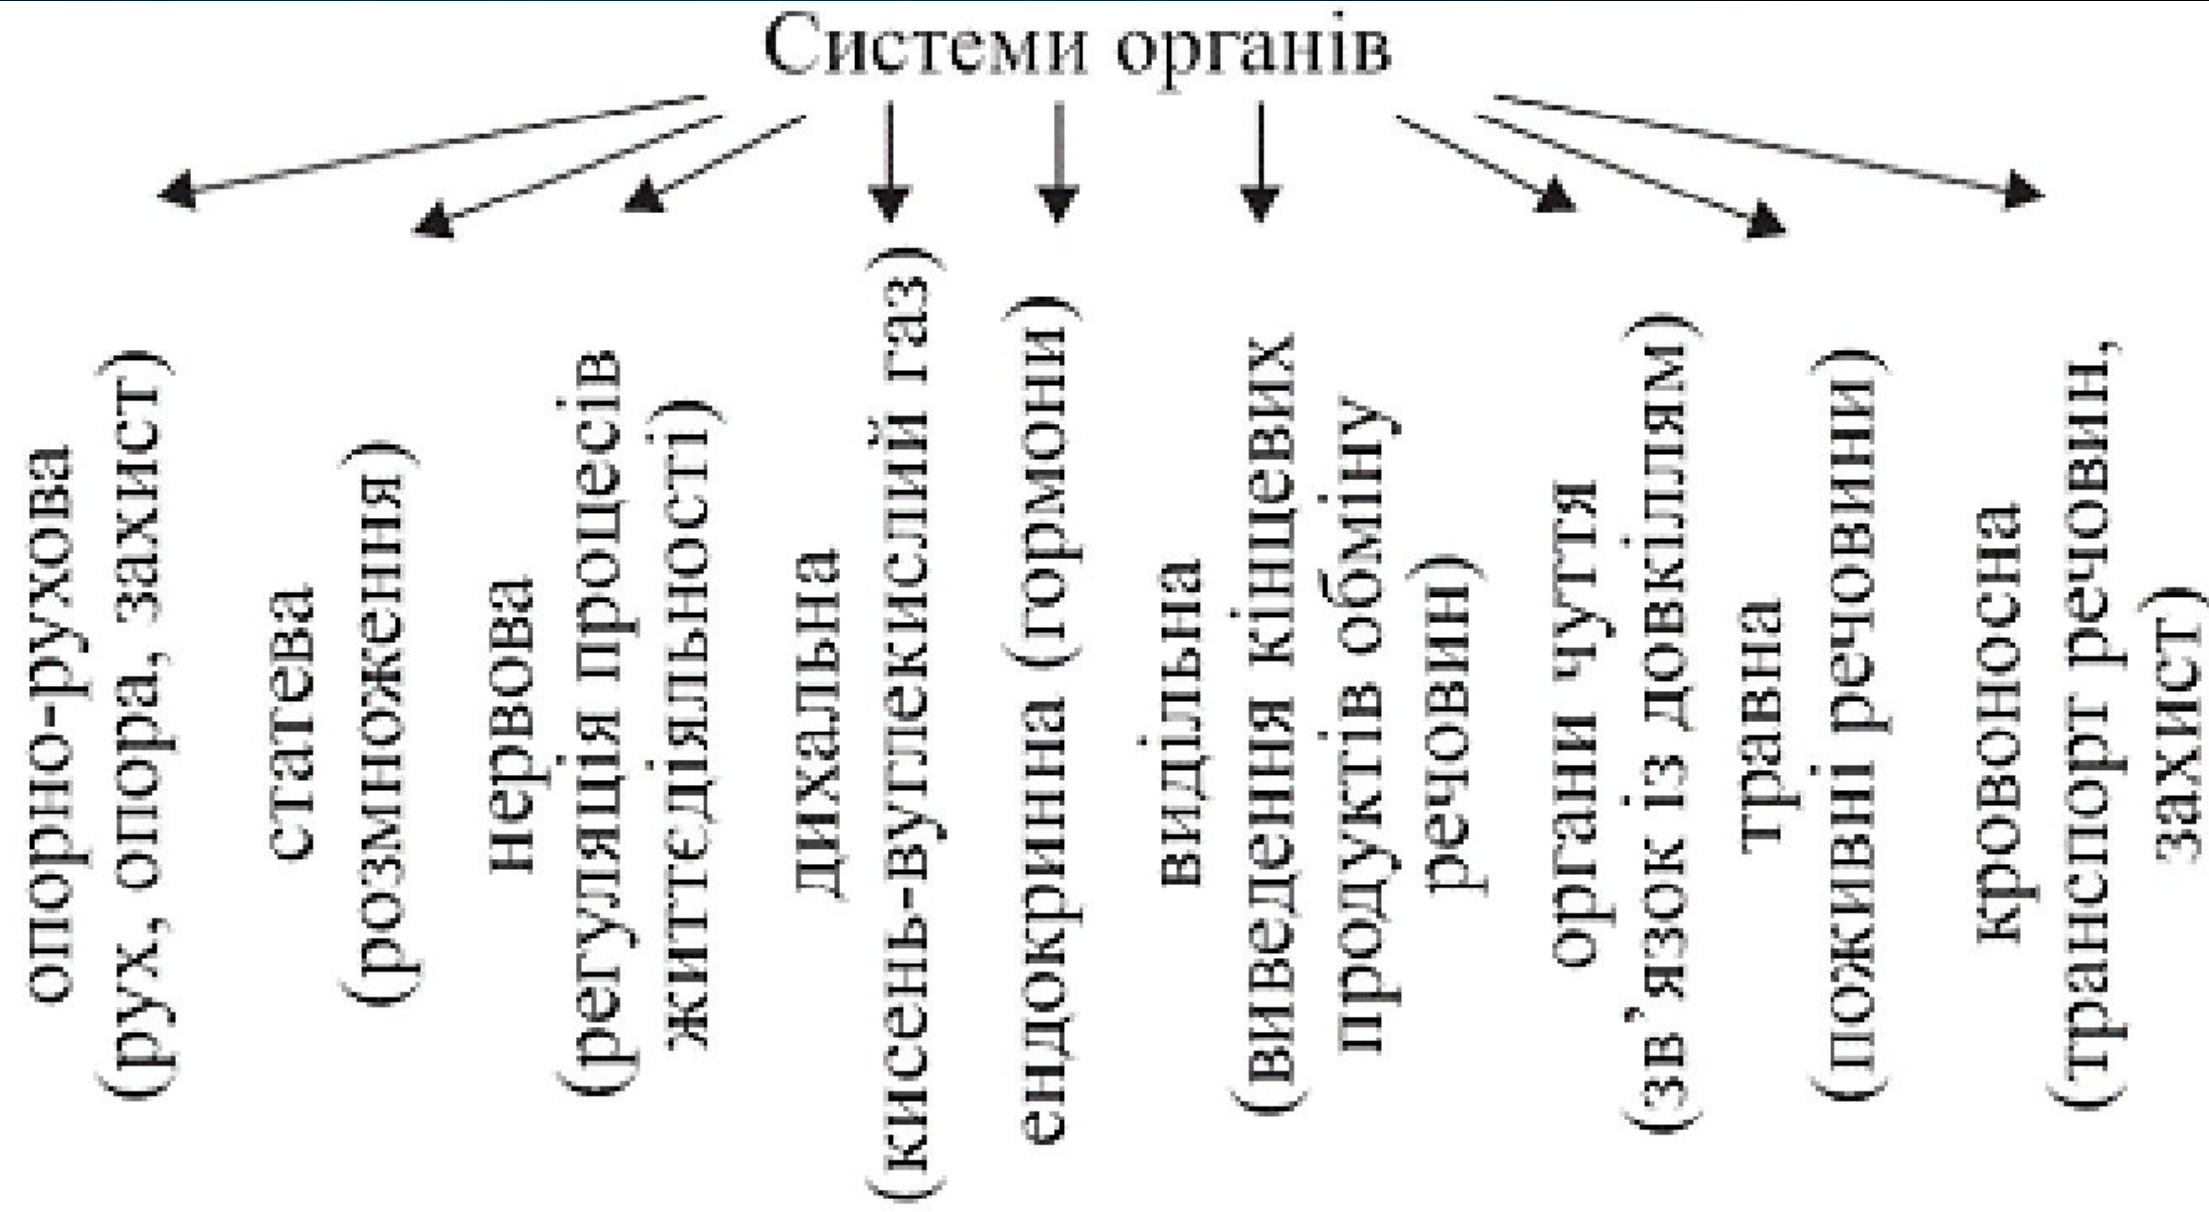 Системи органів
опорно-рухова
(рух, опора, захист)
статева
(розмноження)
нервова
(регуляція процесів
життєдіяльності)
дихальна
(кисень-вуглекислий газ)
ендокринна (гормони)
видільна
(виведення кінцевих
продуктів обміну
речовин)
органи чуття
(зв’язок із довкіллям)
травна
(поживні речовини)
кровоносна
(транспорт речовин,
захист)